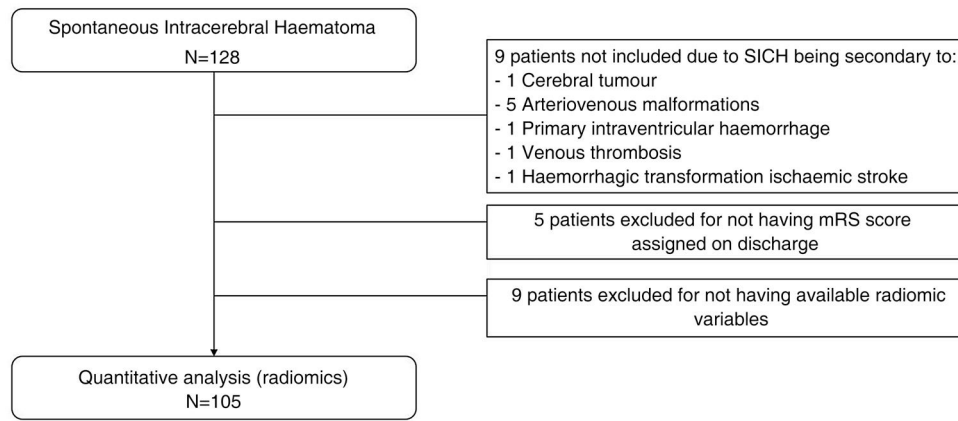 Spontaneous Intracerebral Haematoma
N=128
9 patients not included due to SICH being secondary to:
- 1 Cerebral tumour
- 5 Arteriovenous malformations
- 1 Primary intraventricular haemorrhage
- 1 Venous thrombosis
- 1 Haemorrhagic transformation ischaemic stroke
5 patients excluded for not having mRS score
assigned on discharge
9 patients excluded for not having available radiomic
variables
Quantitative analysis (radiomics)
N=105